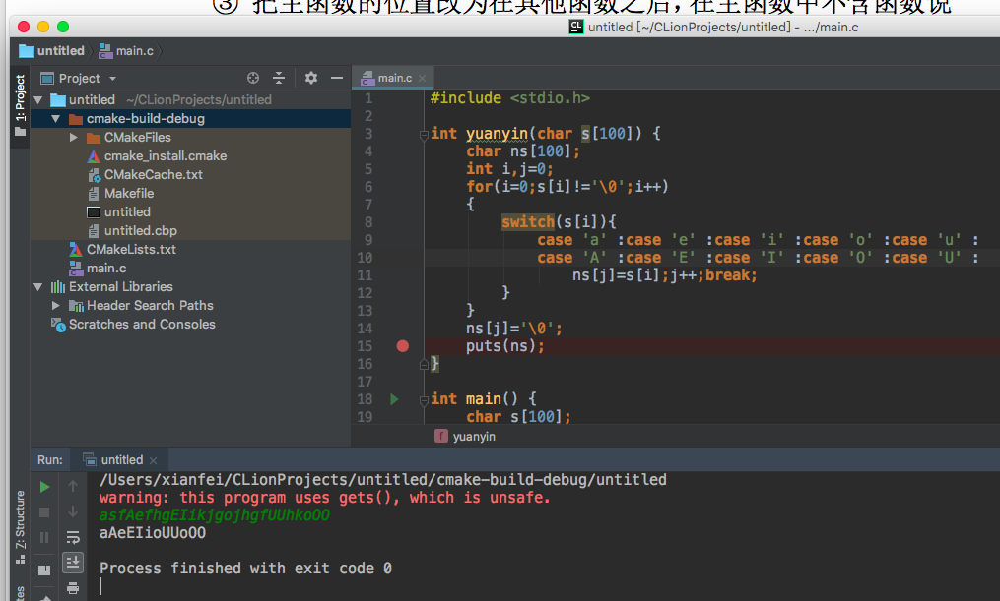 ③ 把主函数的位置改为在其他函数之后,在主函数中不含函数说
untitled [~/CLionProjects/untitled] - .../main.c
untitled main.c
1: Project
Project
untitled ~/CLionProjects/untitled
cmake-build-debug
CMakeFiles
cmake_install.cmake
CMakeCache.txt
Makefile
untitled
untitled.cbp
CMakeLists.txt
main.c
External Libraries
Header Search Paths
Scratches and Consoles
main.c
1 #include <stdio.h>
2
3 int yuanyin(char s[100]) {
4 char ns[100];
5 int i,j=0;
6 for(i=0;s[i]!='\0';i++)
7 {
8 switch(s[i]){
9 case 'a' :case 'e' :case 'i' :case 'o' :case 'u' :
10 case 'A' :case 'E' :case 'I' :case 'O' :case 'U' :
11 ns[j]=s[i];j++;break;
12 }
13 }
14 ns[j]='\0';
15 puts(ns);
16 }
17
18 int main() {
19 char s[100];
f yuanyin
Run: untitled
/Users/xianfei/CLionProjects/untitled/cmake-build-debug/untitled
warning: this program uses gets(), which is unsafe.
asfAefhgEIikjgojhgfUUhkoOO
aAeEIioUUoOO
Process finished with exit code 0
7: Structure